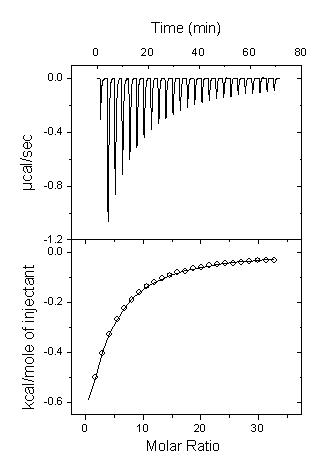 Time (min)
0 20 40 60 80
0.0
-0.4
-0.8
-1.2
µcal/sec
0.0
-0.2
-0.4
-0.6
kcal/mole of injectant
0 10 20 30
Molar Ratio